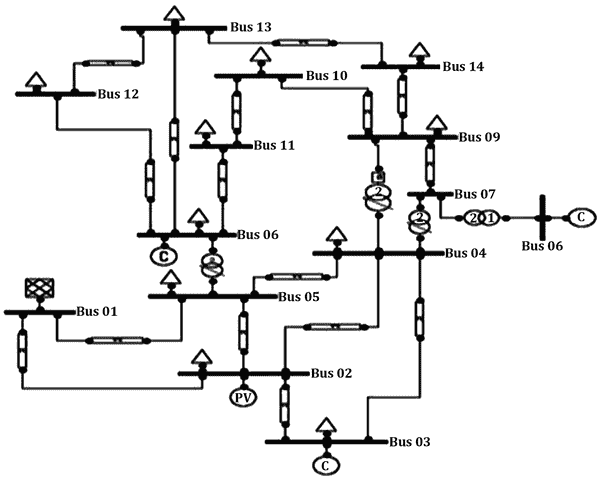 Bus 13
Bus 14
Bus 10
Bus 12
Bus 09
Bus 11
2
Bus 07
2
2 1
C
Bus 06
Bus 06
Bus 04
C
Bus 05
Bus 01
Bus 02
PV
Bus 03
C